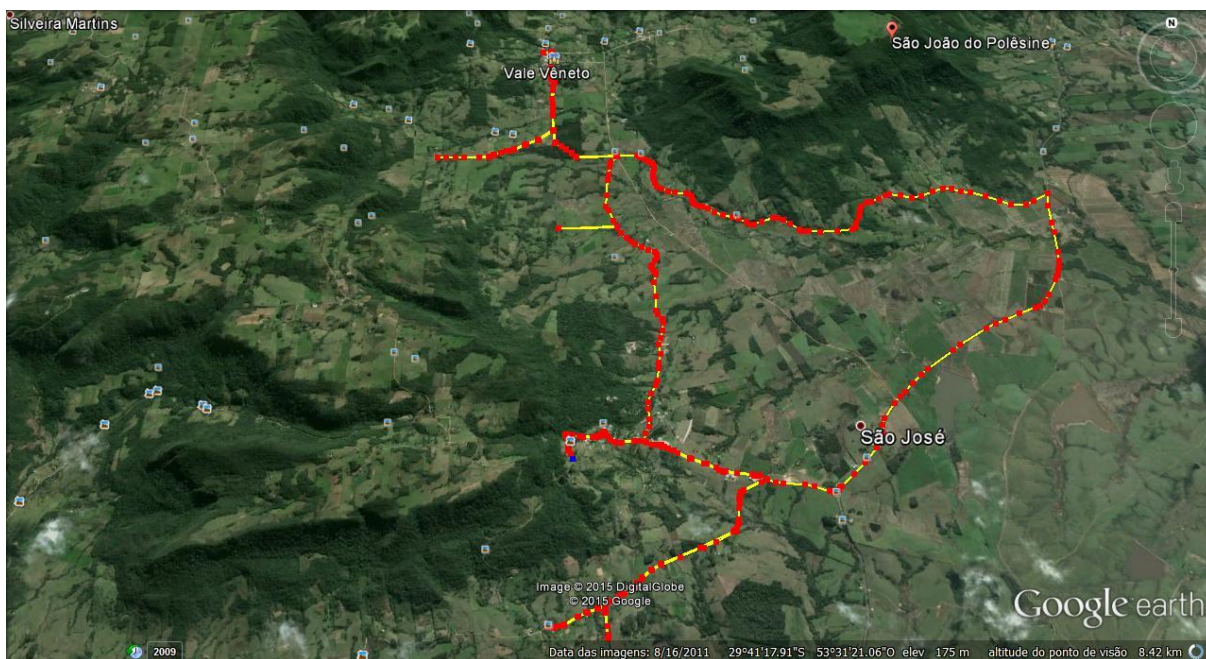 Silveira Martins
São João do Polêsine
N
Vale Vêneto
São José
Image © 2015 DigitalGlobe
© 2015 Google
Google earth
2009
Data das imagens: 8/16/2011 29°41'17.91"S 53°31'21.06"O elev 175 m altitude do ponto de visão 8.42 km